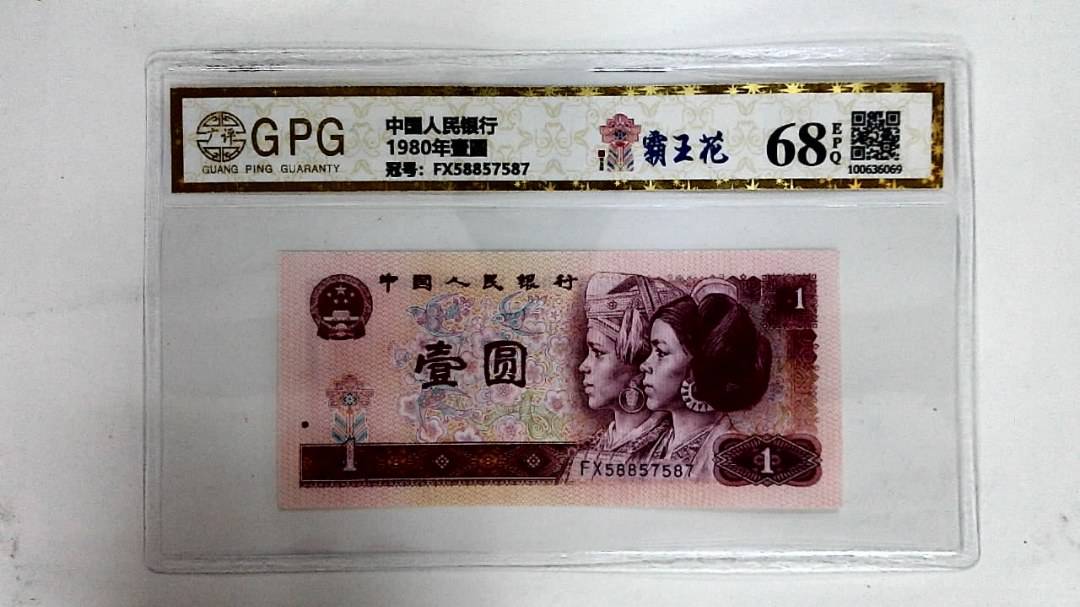 广评
GPG
GUANG PING GUARANTY
中国人民银行
1980年壹圆
冠号：FX58857587
霸王花
68
EPQ
100636069
中国人民银行
壹圆
1
1
FX58857587
1